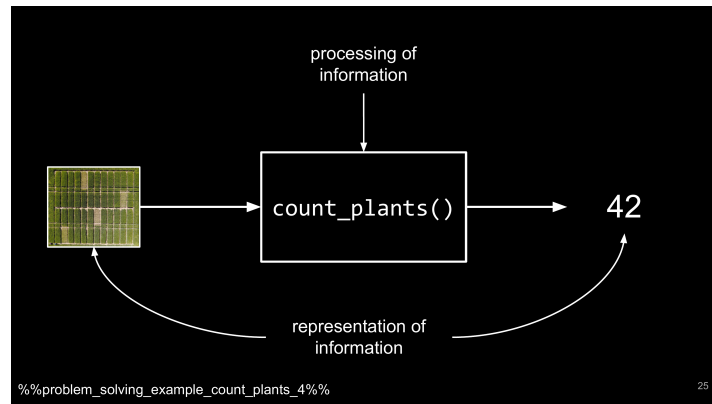 processing of
information
count_plants()
42
representation of
information
%%problem_solving_example_count_plants_4%%
25